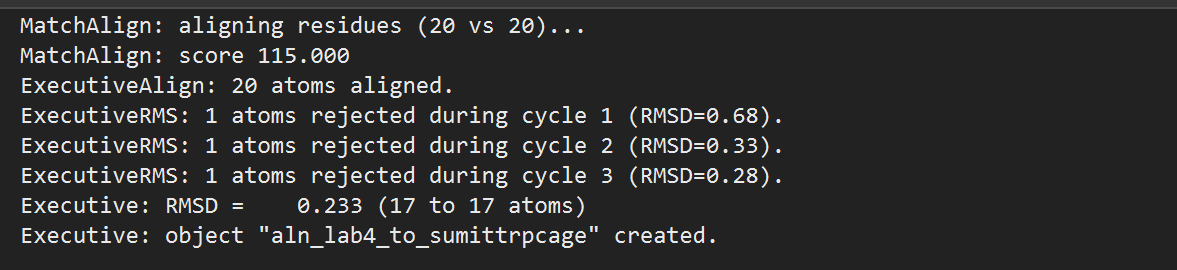 MatchAlign: aligning residues (20 vs 20)...
MatchAlign: score 115.000
ExecutiveAlign: 20 atoms aligned.
ExecutiveRMS: 1 atoms rejected during cycle 1 (RMSD=0.68).
ExecutiveRMS: 1 atoms rejected during cycle 2 (RMSD=0.33).
ExecutiveRMS: 1 atoms rejected during cycle 3 (RMSD=0.28).
Executive: RMSD =    0.233 (17 to 17 atoms)
Executive: object "aln_lab4_to_sumittrpcage" created.